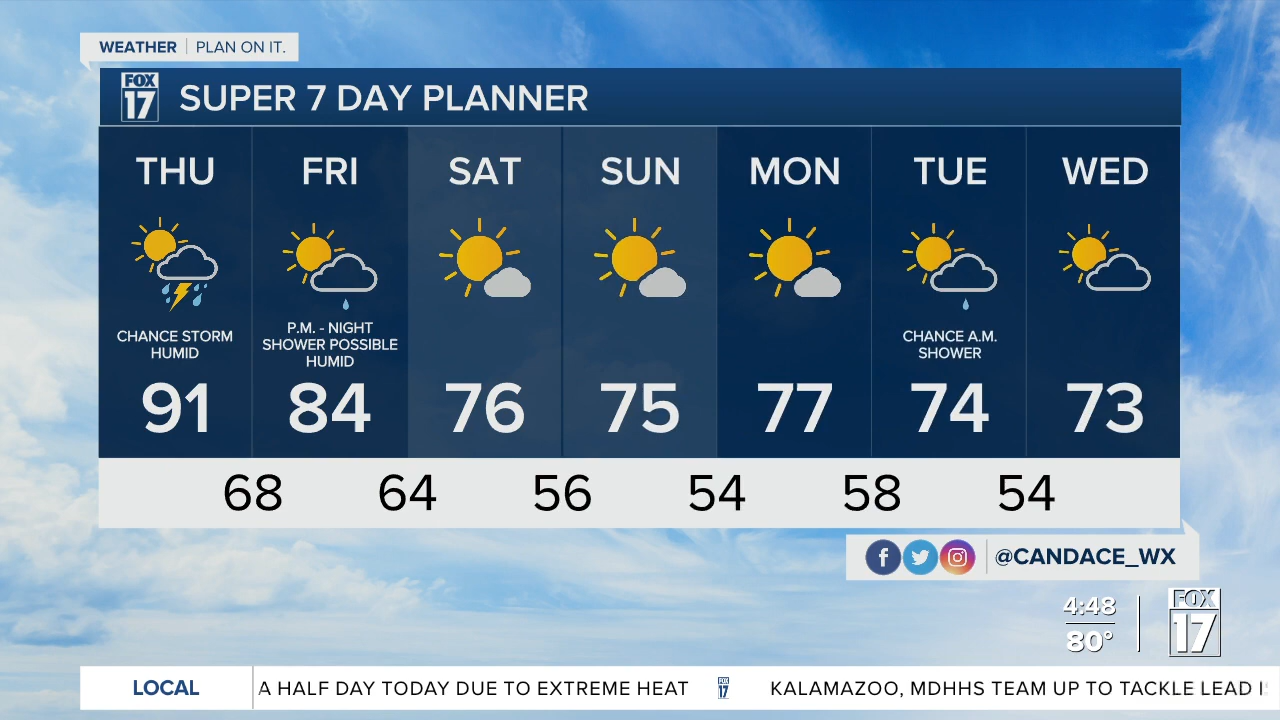 WEATHER | PLAN ON IT.
FOX 17 SUPER 7 DAY PLANNER
THU FRI SAT SUN MON TUE WED
CHANCE STORM
HUMID
P.M. - NIGHT
SHOWER POSSIBLE
HUMID
CHANCE A.M.
SHOWER
91 84 76 75 77 74 73
68 64 56 54 58 54
@CANDACE_WX
4:48
80°
FOX
17
LOCAL A HALF DAY TODAY DUE TO EXTREME HEAT FOX 17 KALAMAZOO, MDHHS TEAM UP TO TACKLE LEAD